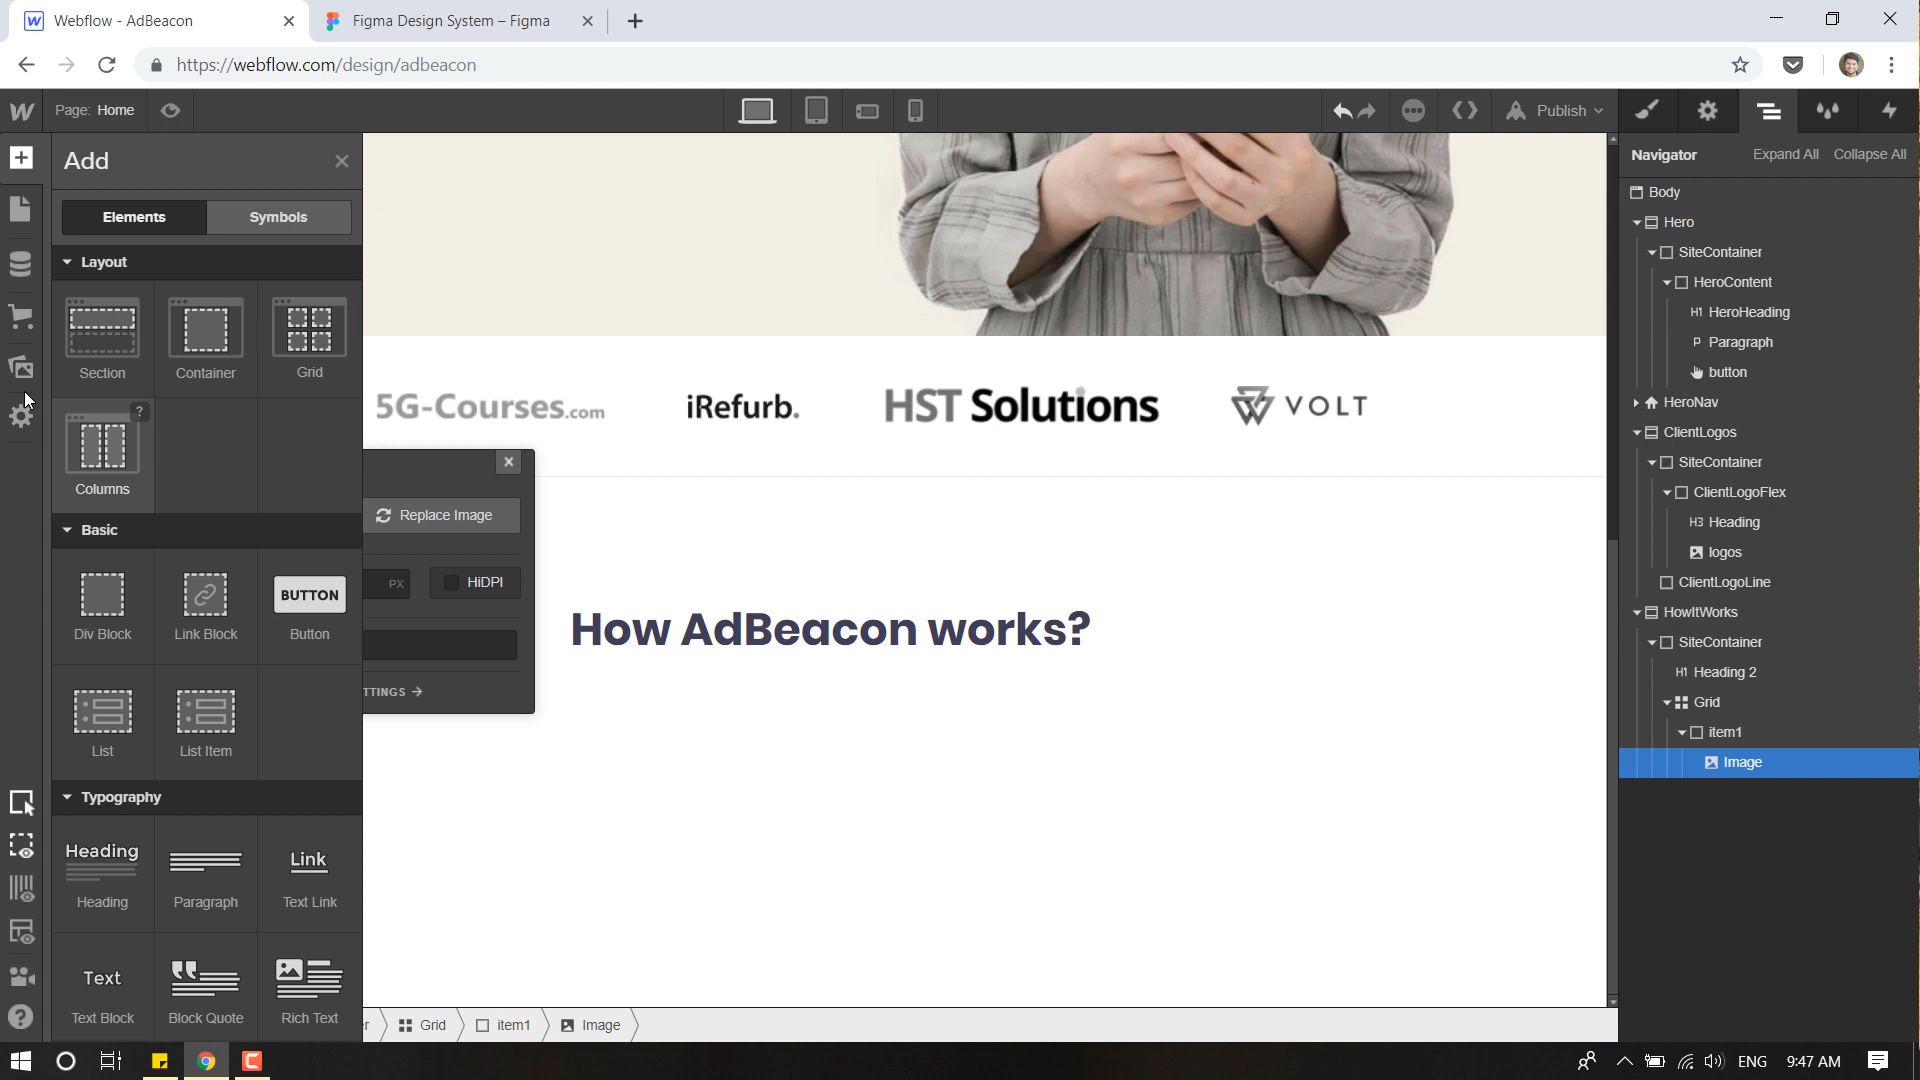 Webflow - AdBeacon
Figma Design System – Figma
https://webflow.com/design/adbeacon
Page: Home
Publish
Add
Elements
Symbols
Layout
Section
Container
Grid
?
Columns
Basic
Div Block
Link Block
BUTTON
Button
List
List Item
Typography
Heading
Heading
Paragraph
Link
Text Link
Text
Text Block
Block Quote
Rich Text
5G-Courses.com
iRefurb.
HST Solutions
VOLT
Replace Image
PX
HiDPI
TTINGS
How AdBeacon works?
Grid
item1
Image
Navigator
Expand All
Collapse All
Body
Hero
SiteContainer
HeroContent
H1 HeroHeading
P Paragraph
button
HeroNav
ClientLogos
SiteContainer
ClientLogoFlex
H3 Heading
logos
ClientLogoLine
HowItWorks
SiteContainer
H1 Heading 2
Grid
item1
Image
ENG
9:47 AM